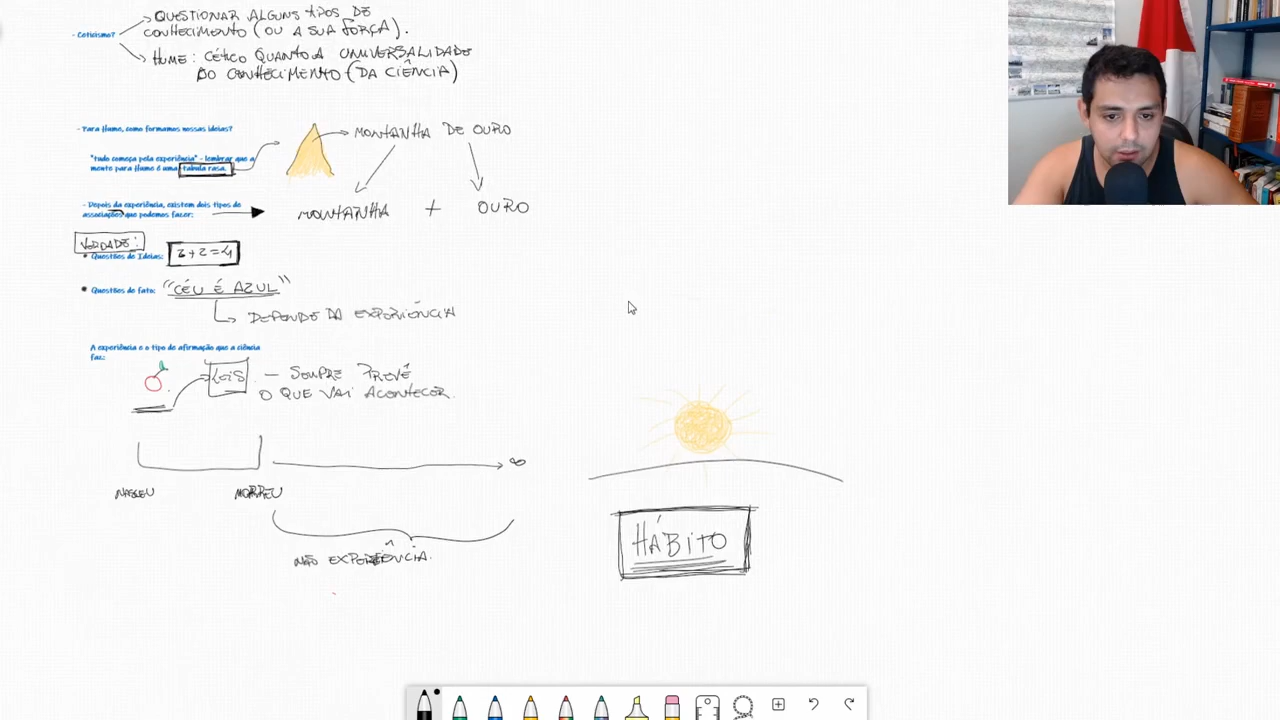 QUESTIONAR ALGUNS TIPOS DE
- Ceticismo?
CONHECIMENTO (OU A SUA FORÇA).
HUME: CÉTICO QUANTO A UNIVERSALIDADE
DO CONHECIMENTO (DA CIÊNCIA)
- Para Hume, como formamos nossas ideias?
MONTANHA DE OURO
"tudo começa pela experiência" - lembrar que a
mente para Hume é uma tabula rasa.
- Depois da experiência, existem dois tipos de
associações que podemos fazer:
MONTANHA + OURO
VERDADE:
• Questões de Ideias: 2+2=4
• Questões de fato: "CÉU É AZUL"
DEPENDE DA EXPERIÊNCIA
A experiência e o tipo de afirmação que a ciência
faz:
LEIS - SEMPRE PREVÊ
O QUE VAI ACONTECER.
∞
NASCEU MORREU
HÁBITO
NÃO EXPERIÊNCIA.